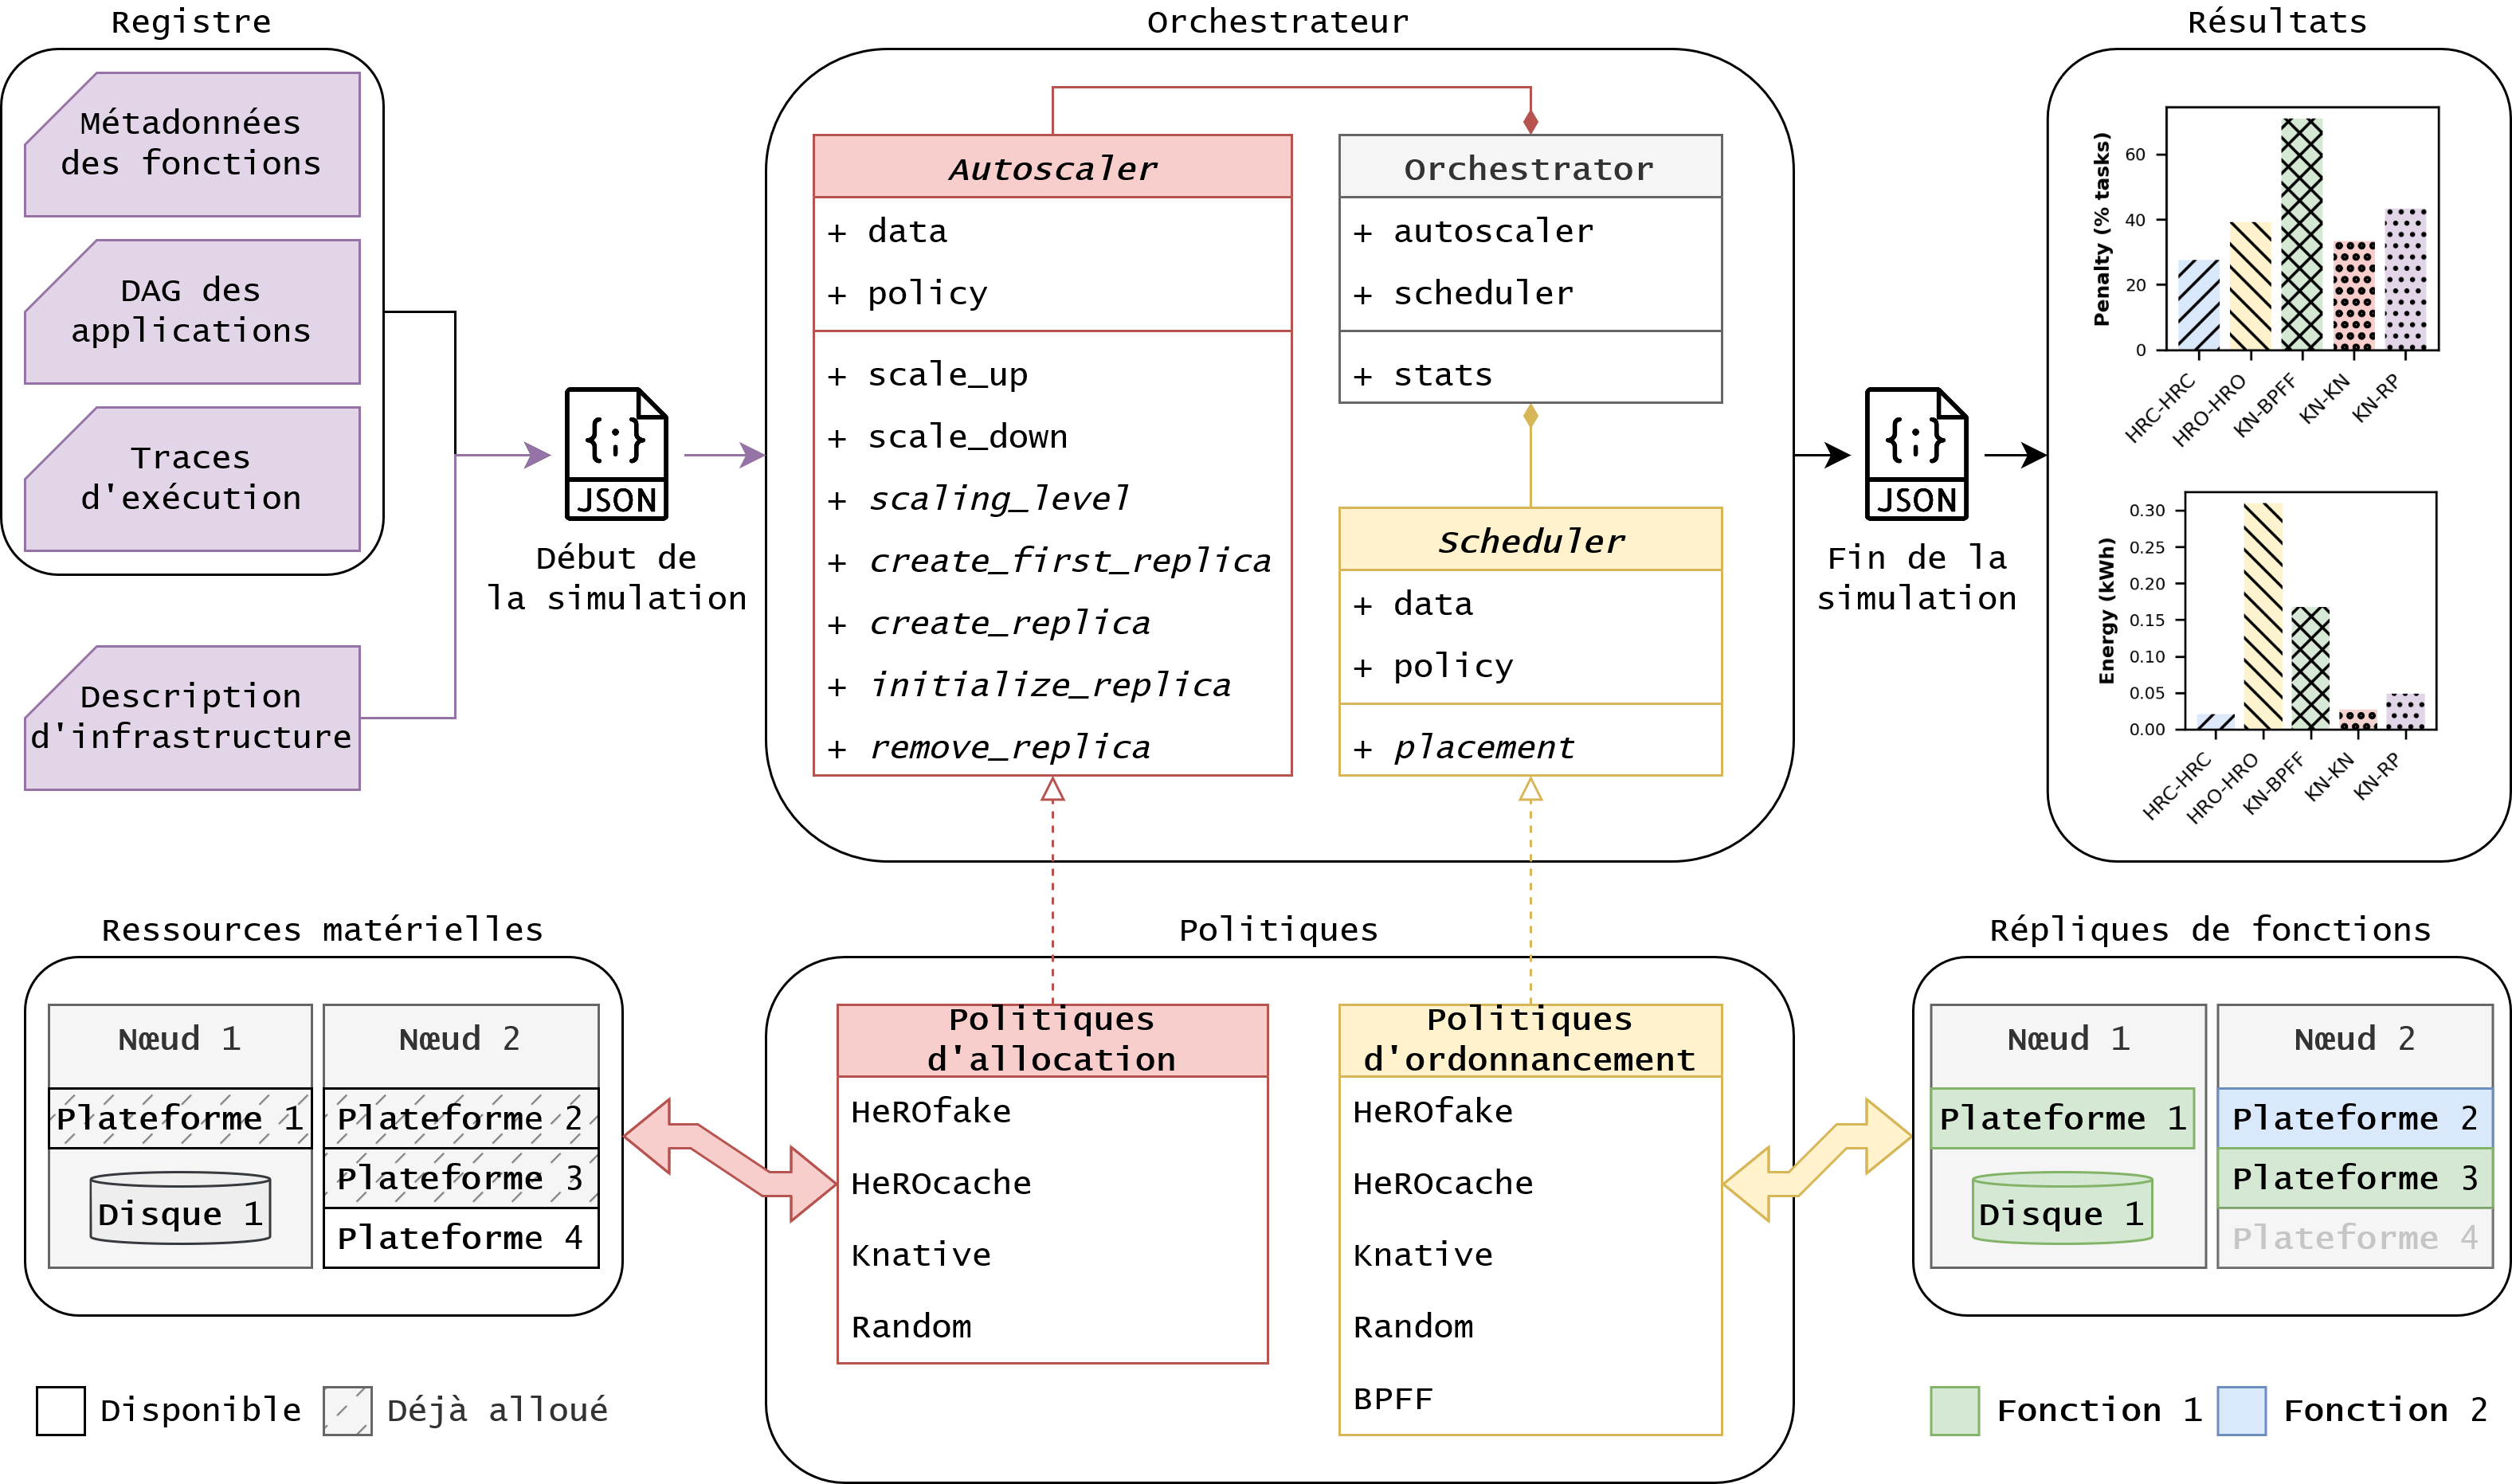 Registre
Métadonnées
des fonctions
DAG des
applications
Traces
d'exécution
Description
d'infrastructure
{;}
JSON
Début de
la simulation
Orchestrateur
Autoscaler
+ data
+ policy
+ scale_up
+ scale_down
+ scaling_level
+ create_first_replica
+ create_replica
+ initialize_replica
+ remove_replica
Orchestrator
+ autoscaler
+ scheduler
+ stats
Scheduler
+ data
+ policy
+ placement
{;}
JSON
Fin de la
simulation
Résultats
Penalty (% tasks)
60
40
20
0
HRC-HRC
HRO-HRO
KN-BPFF
KN-KN
KN-RP
Energy (kWh)
0.30
0.25
0.20
0.15
0.10
0.05
0.00
HRC-HRC
HRO-HRO
KN-BPFF
KN-KN
KN-RP
Ressources matérielles
Nœud 1
Plateforme 1
Disque 1
Nœud 2
Plateforme 2
Plateforme 3
Plateforme 4
Disponible
Déjà alloué
Politiques
Politiques
d'allocation
HeROfake
HeROcache
Knative
Random
Politiques
d'ordonnancement
HeROfake
HeROcache
Knative
Random
BPFF
Répliques de fonctions
Nœud 1
Plateforme 1
Disque 1
Nœud 2
Plateforme 2
Plateforme 3
Plateforme 4
Fonction 1
Fonction 2